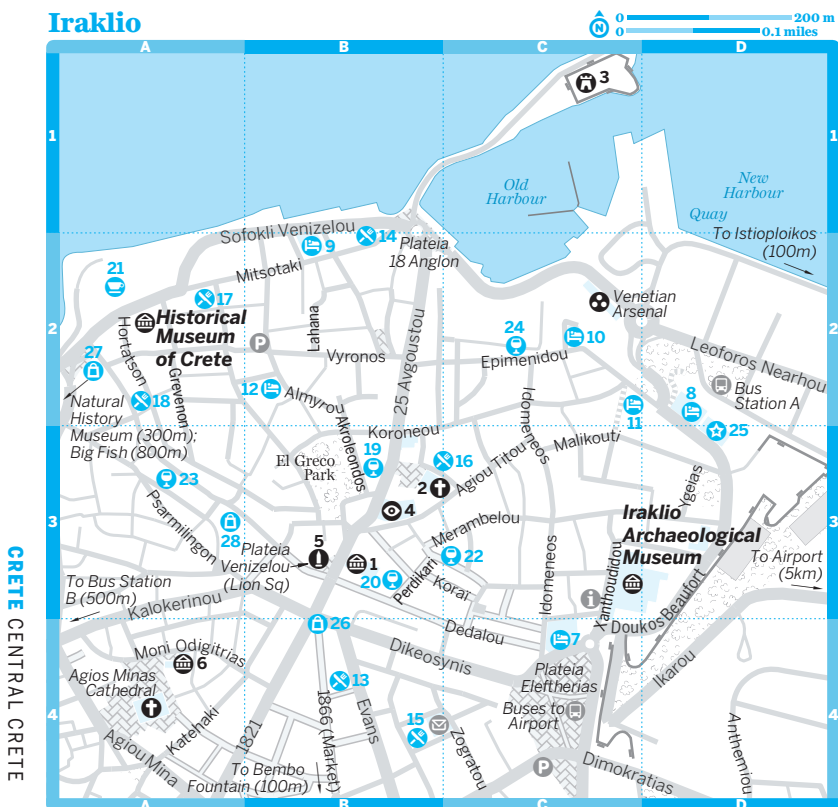 Iraklio
N
0 200 m
0 0.1 miles
A B C D
1
3
Old
Harbour
New
Harbour
Quay
To Istioploikos
(100m)
Sofokli Venizelou
9
14
Plateia
18 Anglon
21
Mitsotaki
17
Historical
Museum
of Crete
Hortatson
Lahana
Venetian
Arsenal
2
24
10
P
Vyronos
25 Avgoustou
Epimenidou
Leoforos Nearhou
27
Grevenon
12
Almyrou
Idomeneos
8
Bus
Station A
18
11
25
Natural
History
Museum (300m);
Big Fish (800m)
Koroneou
Akroleondos
Malikouti
El Greco
Park
19
16
23
2
Agiou Titou
Ygeias
Psarmilingon
4
3
28
Merambelou
Iraklio
Archaeological
Museum
Plateia
Venizelou
(Lion Sq)
5
1
22
20
Perdikari
Koraï
Idomeneos
Xanthoudidou
To Airport
(5km)
To Bus Station
B (500m)
Kalokerinou
i
Doukos Beaufort
26
Dedalou
7
Moni Odigitrias
6
Dikeosynis
Ikarou
Agios Minas
Cathedral
13
Plateia
Eleftherias
Buses to
Airport
4
Katehaki
1821
1866 (Market)
Evans
15
Zogratou
Anthemiou
Agiou Mina
To Bembo
Fountain (100m)
P
Dimokratias
A B C D
1
2
3
4
CRETE CENTRAL CRETE